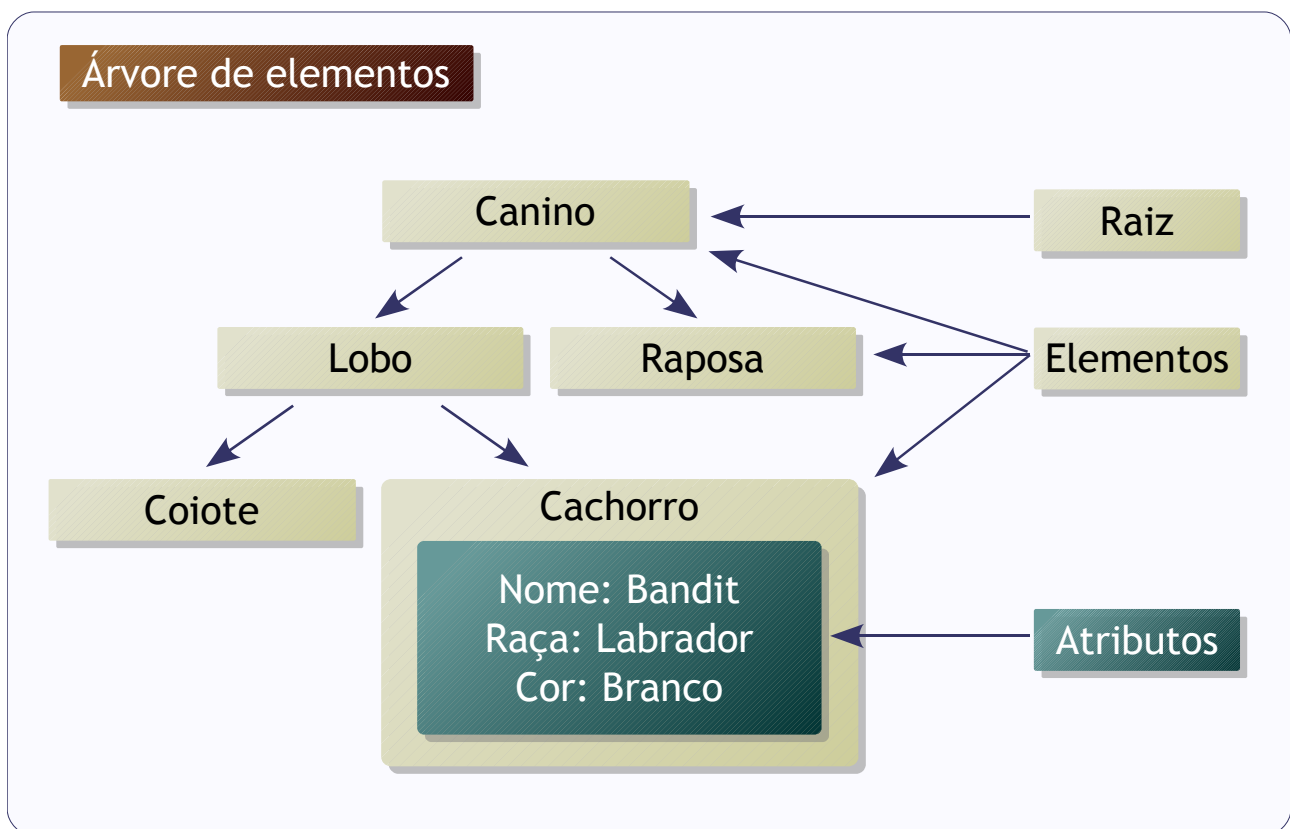 Árvore de elementos
Canino
Raiz
Lobo
Raposa
Elementos
Coiote
Cachorro
Nome: Bandit
Raça: Labrador
Cor: Branco
Atributos